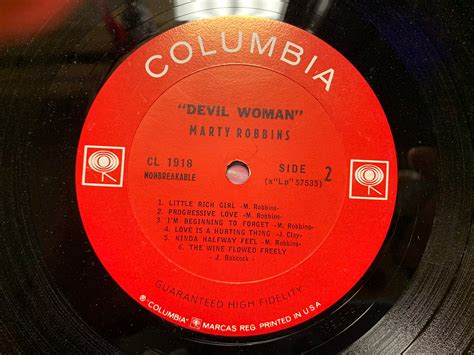 COLUMBIA
"DEVIL WOMAN"
MARTY ROBBINS
CL 1918
NONBREAKABLE
SIDE 2
(x"Lp" 57535)
1. LITTLE RICH GIRL -M. Robbins-
2. PROGRESSIVE LOVE -M. Robbins-
3. I'M BEGINNING TO FORGET -M. Robbins-
4. LOVE IS A HURTING THING -J. Clay-
5. KINDA HALFWAY FEEL -M. Robbins-
6. THE WINE FLOWED FREELY
- J. Babcock -
GUARANTEED HIGH FIDELITY
® "COLUMBIA" MARCAS REG. PRINTED IN U.S.A.